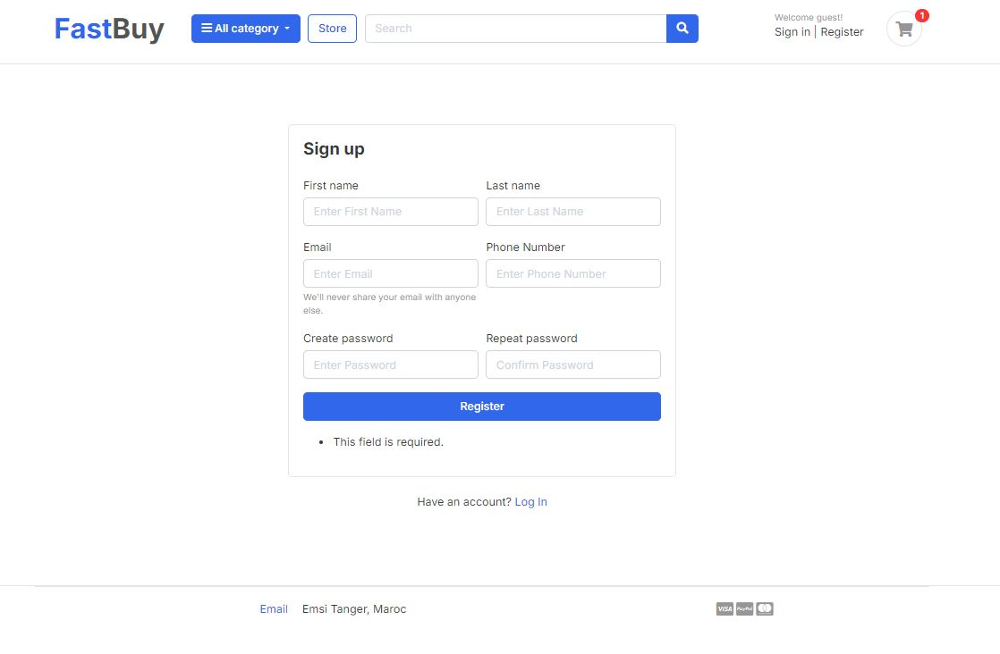 FastBuy
All category
Store
Search
Welcome guest!
Sign in | Register
1
Sign up
First name
Last name
Enter First Name
Enter Last Name
Email
Phone Number
Enter Email
Enter Phone Number
We'll never share your email with anyone
else.
Create password
Repeat password
Enter Password
Confirm Password
Register
• This field is required.
Have an account? Log In
Email
Emsi Tanger, Maroc
VISA
PayPal